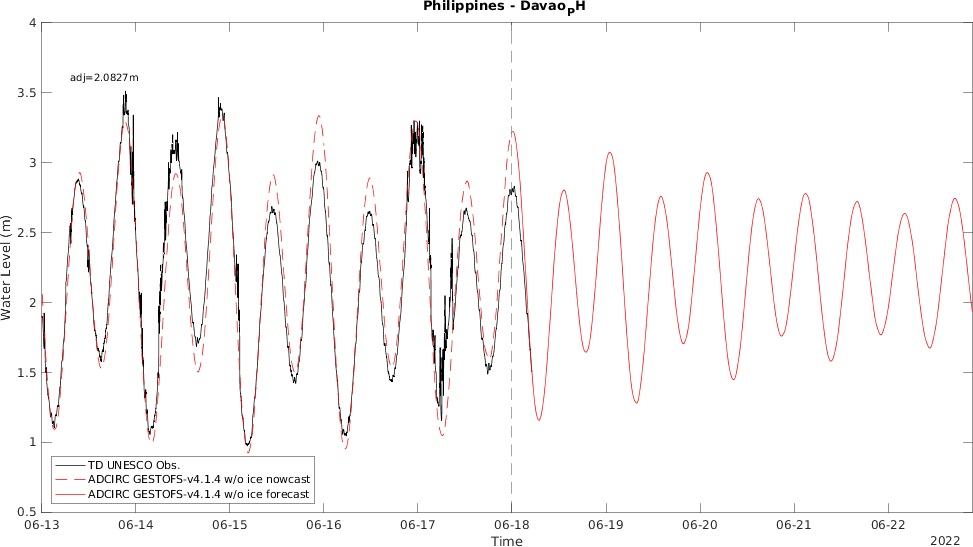 Philippines - DavaoPH
adj=2.0827m
Water Level (m)
4
3.5
3
2.5
2
1.5
1
0.5
TD UNESCO Obs.
ADCIRC GESTOFS-v4.1.4 w/o ice nowcast
ADCIRC GESTOFS-v4.1.4 w/o ice forecast
06-13 06-14 06-15 06-16 06-17 06-18 06-19 06-20 06-21 06-22
Time
2022